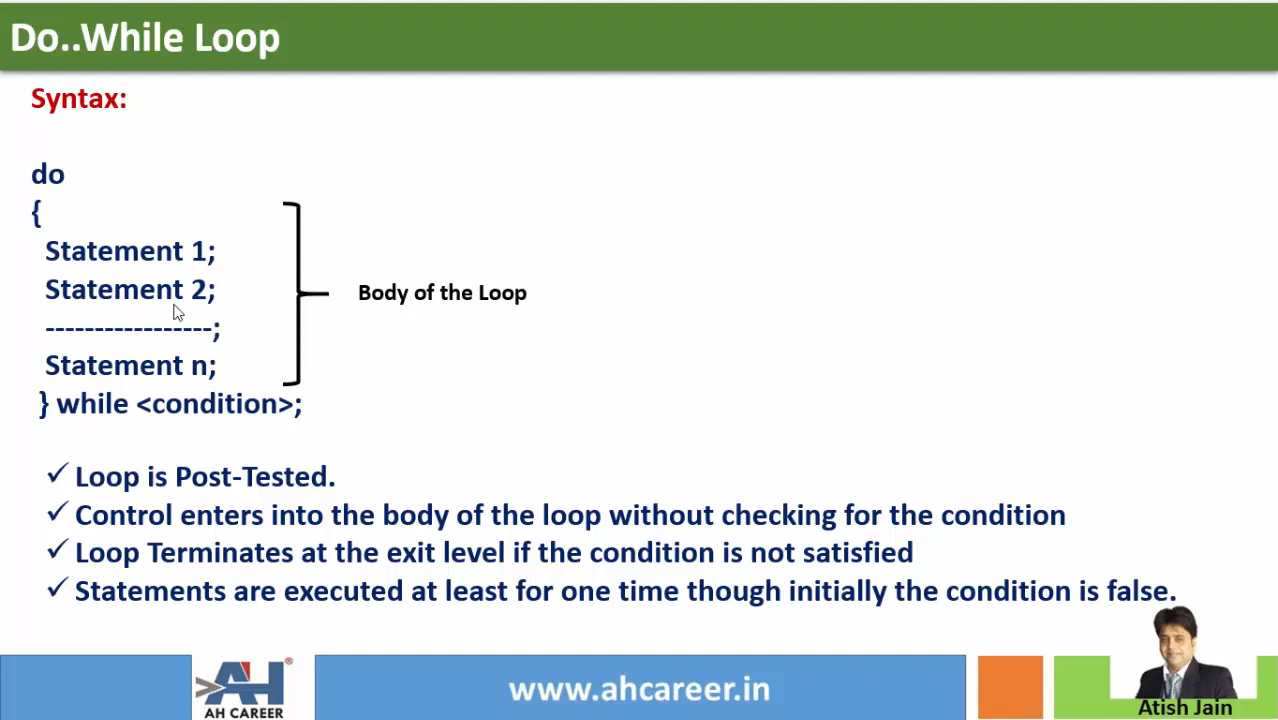 Do..While Loop
Syntax:
do
{
Statement 1;
Statement 2;
-----------------;
Statement n;
} while <condition>;
Body of the Loop
✓ Loop is Post-Tested.
✓ Control enters into the body of the loop without checking for the condition
✓ Loop Terminates at the exit level if the condition is not satisfied
✓ Statements are executed at least for one time though initially the condition is false.
AH
®
AH CAREER
www.ahcareer.in
Atish Jain